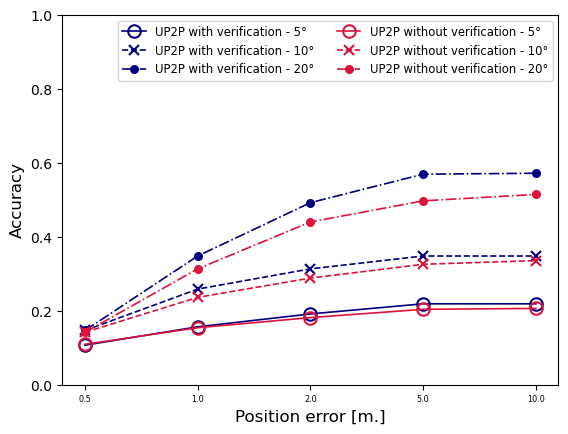 UP2P with verification - 5°
UP2P with verification - 10°
UP2P with verification - 20°
UP2P without verification - 5°
UP2P without verification - 10°
UP2P without verification - 20°
1.0
0.8
0.6
0.4
0.2
0.0
Accuracy
0.5 1.0 2.0 5.0 10.0
Position error [m.]